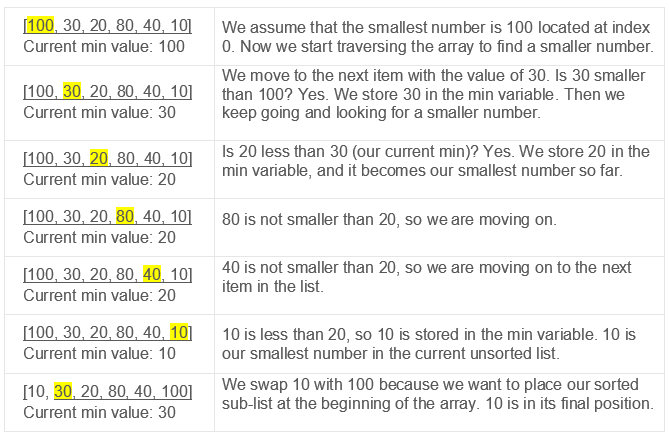 [100, 30, 20, 80, 40, 10]
Current min value: 100
We assume that the smallest number is 100 located at index
0. Now we start traversing the array to find a smaller number.
[100, 30, 20, 80, 40, 10]
Current min value: 30
We move to the next item with the value of 30. Is 30 smaller
than 100? Yes. We store 30 in the min variable. Then we
keep going and looking for a smaller number.
[100, 30, 20, 80, 40, 10]
Current min value: 20
Is 20 less than 30 (our current min)? Yes. We store 20 in the
min variable, and it becomes our smallest number so far.
[100, 30, 20, 80, 40, 10]
Current min value: 20
80 is not smaller than 20, so we are moving on.
[100, 30, 20, 80, 40, 10]
Current min value: 20
40 is not smaller than 20, so we are moving on to the next
item in the list.
[100, 30, 20, 80, 40, 10]
Current min value: 10
10 is less than 20, so 10 is stored in the min variable. 10 is
our smallest number in the current unsorted list.
[10, 30, 20, 80, 40, 100]
Current min value: 30
We swap 10 with 100 because we want to place our sorted
sub-list at the beginning of the array. 10 is in its final position.